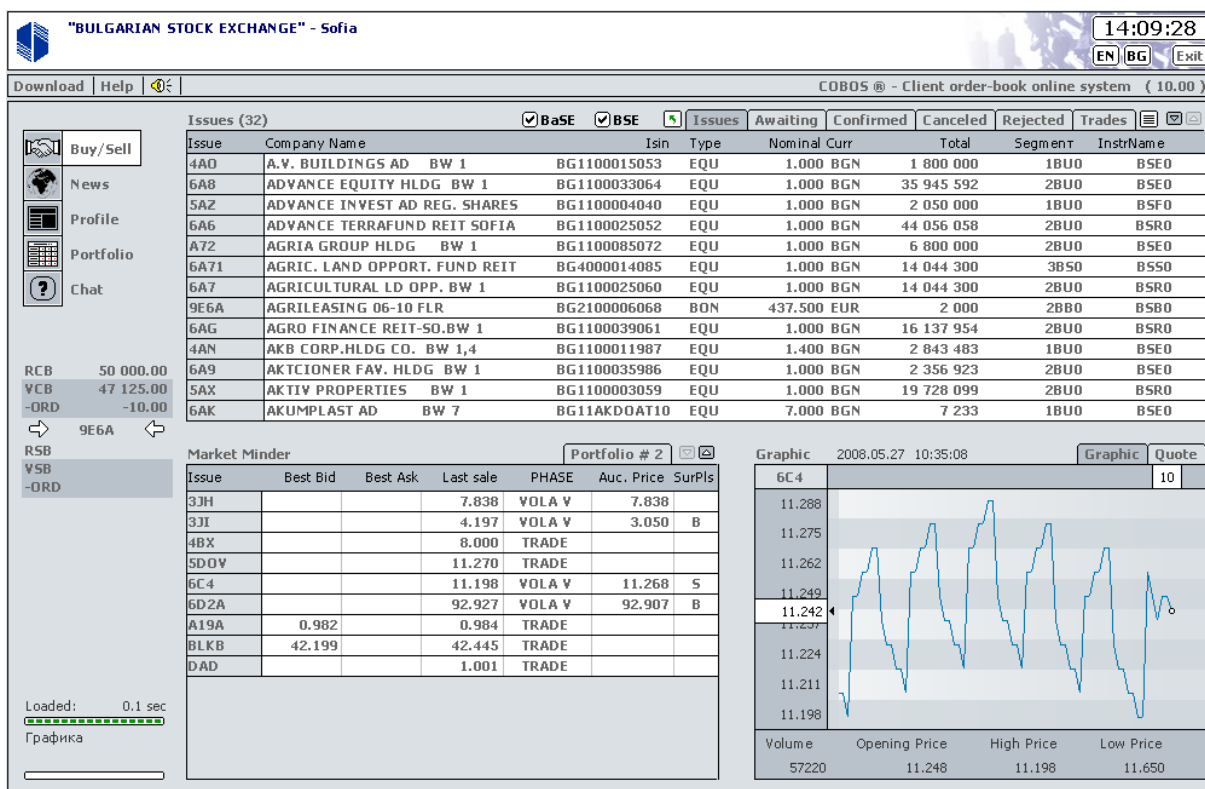 "BULGARIAN STOCK EXCHANGE" - Sofia
14:09:28
EN BG Exit
Download | Help |
COBOS ® - Client order-book online system ( 10.00 )
Issues (32) BaSE BSE Issues Awaiting Confirmed Canceled Rejected Trades
Issue Company Name Isin Type Nominal Curr Total Segmenт InstrName
4AO A.V. BUILDINGS AD BW 1 BG1100015053 EQU 1.000 BGN 1 800 000 1BU0 BSE0
6A8 ADVANCE EQUITY HLDG BW 1 BG1100033064 EQU 1.000 BGN 35 945 592 2BU0 BSE0
5AZ ADVANCE INVEST AD REG. SHARES BG1100004040 EQU 1.000 BGN 2 050 000 1BU0 BSF0
6A6 ADVANCE TERRAFUND REIT SOFIA BG1100025052 EQU 1.000 BGN 44 056 058 2BU0 BSR0
A72 AGRIA GROUP HLDG BW 1 BG1100085072 EQU 1.000 BGN 6 800 000 2BU0 BSE0
6A71 AGRIC. LAND OPPORT. FUND REIT BG4000014085 EQU 1.000 BGN 14 044 300 3BS0 BSS0
6A7 AGRICULTURAL LD OPP. BW 1 BG1100025060 EQU 1.000 BGN 14 044 300 2BU0 BSR0
9E6A AGRILEASING 06-10 FLR BG2100006068 BON 437.500 EUR 2 000 2BB0 BSB0
6AG AGRO FINANCE REIT-SO.BW 1 BG1100039061 EQU 1.000 BGN 16 137 954 2BU0 BSR0
4AN AKB CORP.HLDG CO. BW 1,4 BG1100011987 EQU 1.400 BGN 2 843 483 1BU0 BSE0
6A9 AKTCIONER FAV. HLDG BW 1 BG1100035986 EQU 1.000 BGN 2 356 923 2BU0 BSE0
5AX AKTIV PROPERTIES BW 1 BG1100003059 EQU 1.000 BGN 19 728 099 2BU0 BSR0
6AK AKUMPLAST AD BW 7 BG11AKDOAT10 EQU 7.000 BGN 7 233 1BU0 BSE0
Buy/Sell
News
Profile
Portfolio
Chat
RCB 50 000.00
VCB 47 125.00
-ORD -10.00
9E6A
RSB
VSB
-ORD
Loaded: 0.1 sec
Графика
Market Minder Portfolio # 2
Issue Best Bid Best Ask Last sale PHASE Auc. Price SurPls
3JH 7.838 VOLA V 7.838
3JI 4.197 VOLA V 3.050 B
4BX 8.000 TRADE
5DOV 11.270 TRADE
6C4 11.198 VOLA V 11.268 S
6D2A 92.927 VOLA V 92.907 B
A19A 0.982 0.984 TRADE
BLKB 42.199 42.445 TRADE
DAD 1.001 TRADE
Graphic 2008.05.27 10:35:08 Graphic Quote
6C4 10
11.288
11.275
11.262
11.249
11.242
11.237
11.224
11.211
11.198
Volume Opening Price High Price Low Price
57220 11.248 11.198 11.650